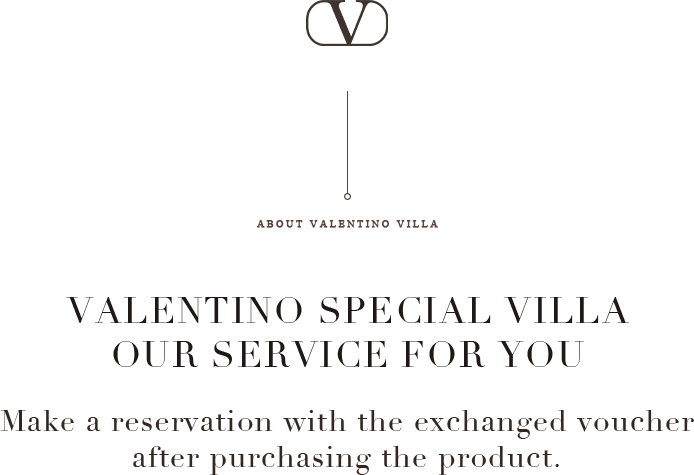 V
ABOUT VALENTINO VILLA
VALENTINO SPECIAL VILLA
OUR SERVICE FOR YOU
Make a reservation with the exchanged voucher
after purchasing the product.